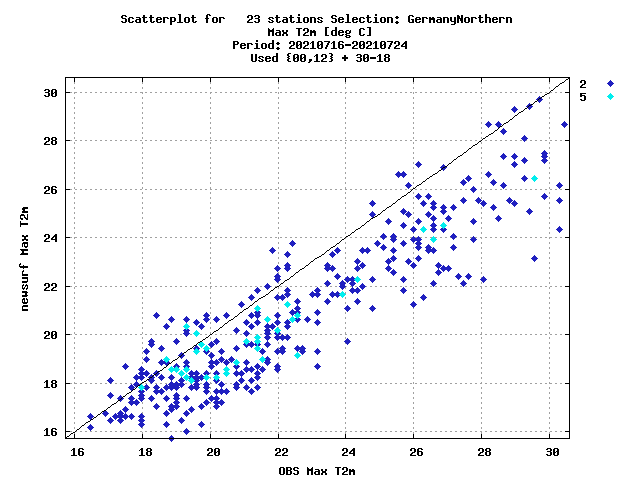 Scatterplot for   23 stations Selection: GermanyNorthern
Max T2m [deg C]
Period: 20210716-20210724
Used {00,12} + 30-18
2
5
30
28
26
24
22
20
18
16
newsurf Max T2m
16 18 20 22 24 26 28 30
OBS Max T2m